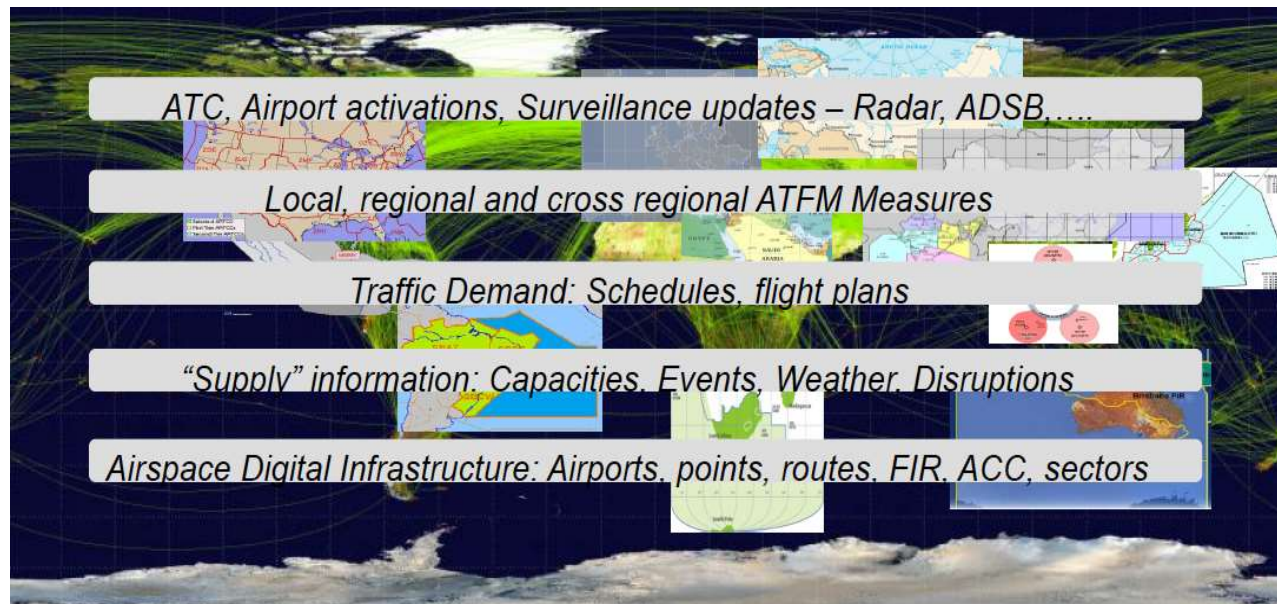 ATC, Airport activations, Surveillance updates – Radar, ADSB,….
Local, regional and cross regional ATFM Measures
Traffic Demand: Schedules, flight plans
“Supply” information: Capacities, Events, Weather, Disruptions
Airspace Digital Infrastructure: Airports, points, routes, FIR, ACC, sectors